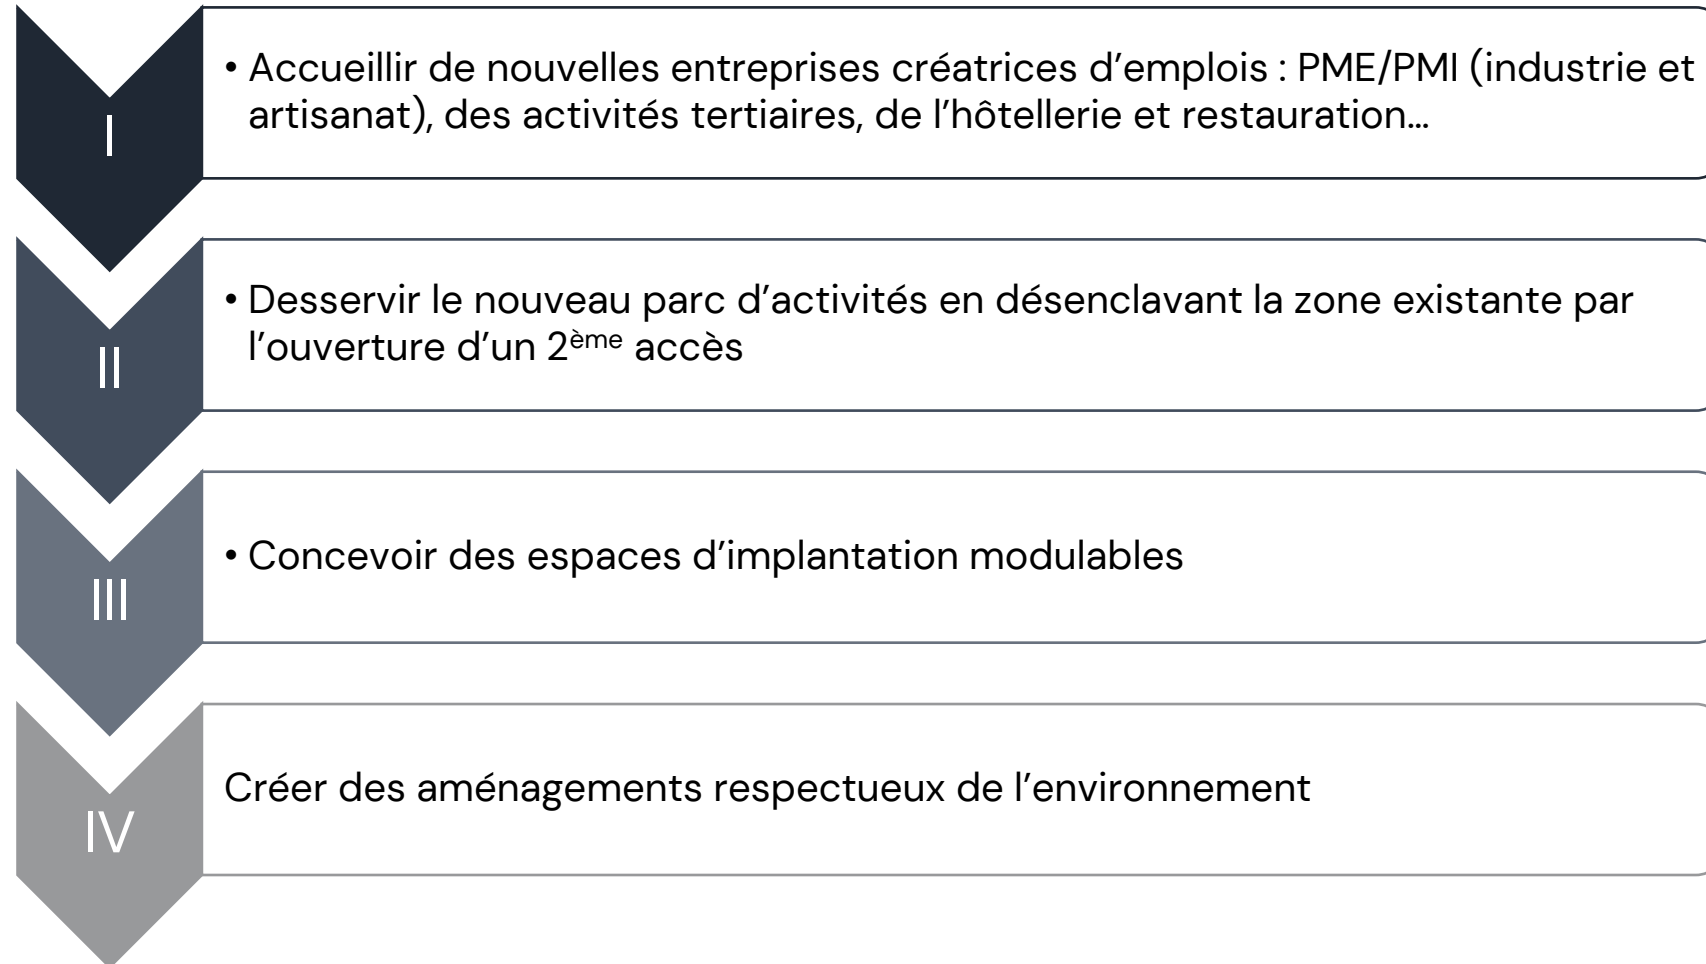 I
• Accueillir de nouvelles entreprises créatrices d’emplois : PME/PMI (industrie et
artisanat), des activités tertiaires, de l’hôtellerie et restauration…
II
• Desservir le nouveau parc d’activités en désenclavant la zone existante par
l’ouverture d’un 2ème accès
III
• Concevoir des espaces d’implantation modulables
IV
Créer des aménagements respectueux de l’environnement